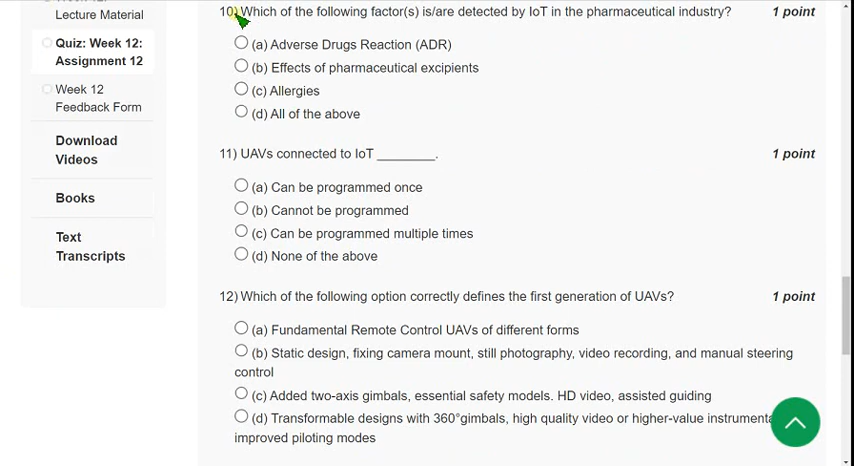 Lecture Material
Quiz: Week 12:
Assignment 12
Week 12
Feedback Form
Download
Videos
Books
Text
Transcripts
10) Which of the following factor(s) is/are detected by IoT in the pharmaceutical industry? 1 point
(a) Adverse Drugs Reaction (ADR)
(b) Effects of pharmaceutical excipients
(c) Allergies
(d) All of the above
11) UAVs connected to IoT ________. 1 point
(a) Can be programmed once
(b) Cannot be programmed
(c) Can be programmed multiple times
(d) None of the above
12) Which of the following option correctly defines the first generation of UAVs? 1 point
(a) Fundamental Remote Control UAVs of different forms
(b) Static design, fixing camera mount, still photography, video recording, and manual steering
control
(c) Added two-axis gimbals, essential safety models. HD video, assisted guiding
(d) Transformable designs with 360°gimbals, high quality video or higher-value
improved piloting modes